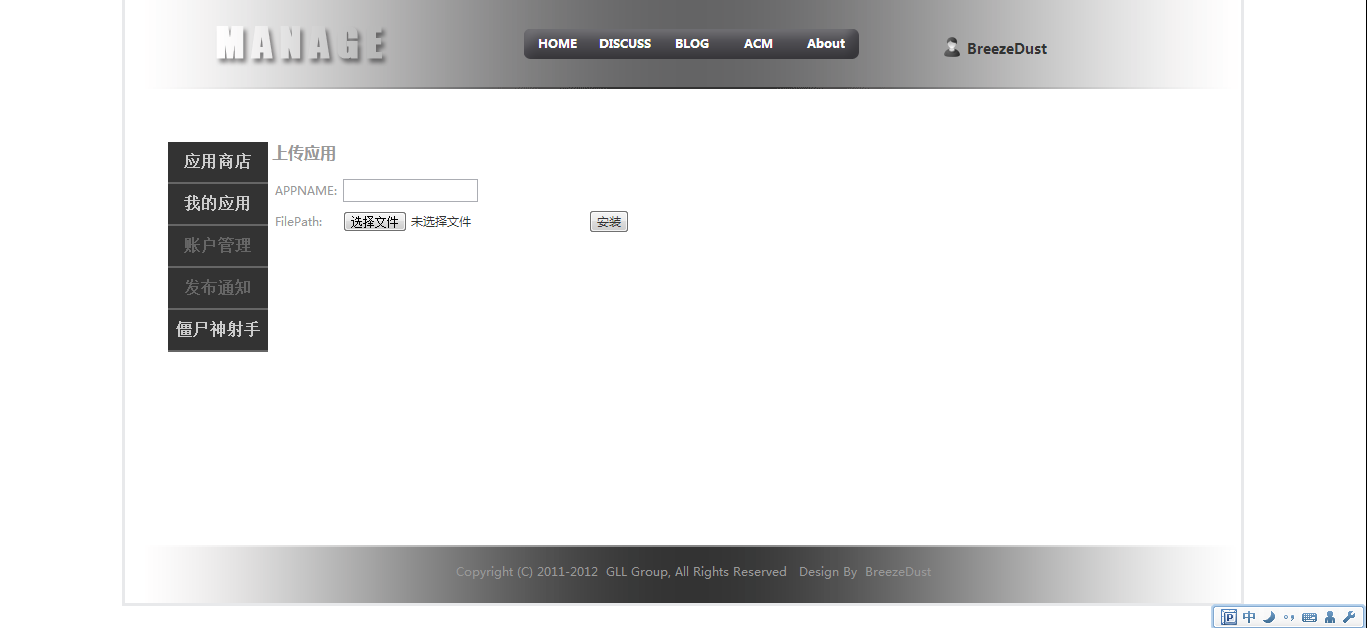 MANAGE
HOME DISCUSS BLOG ACM About
BreezeDust
应用商店
我的应用
账户管理
发布通知
僵尸神射手
上传应用
APPNAME:
FilePath: 选择文件 未选择文件 安装
Copyright (C) 2011-2012 GLL Group, All Rights Reserved Design By BreezeDust
P 中